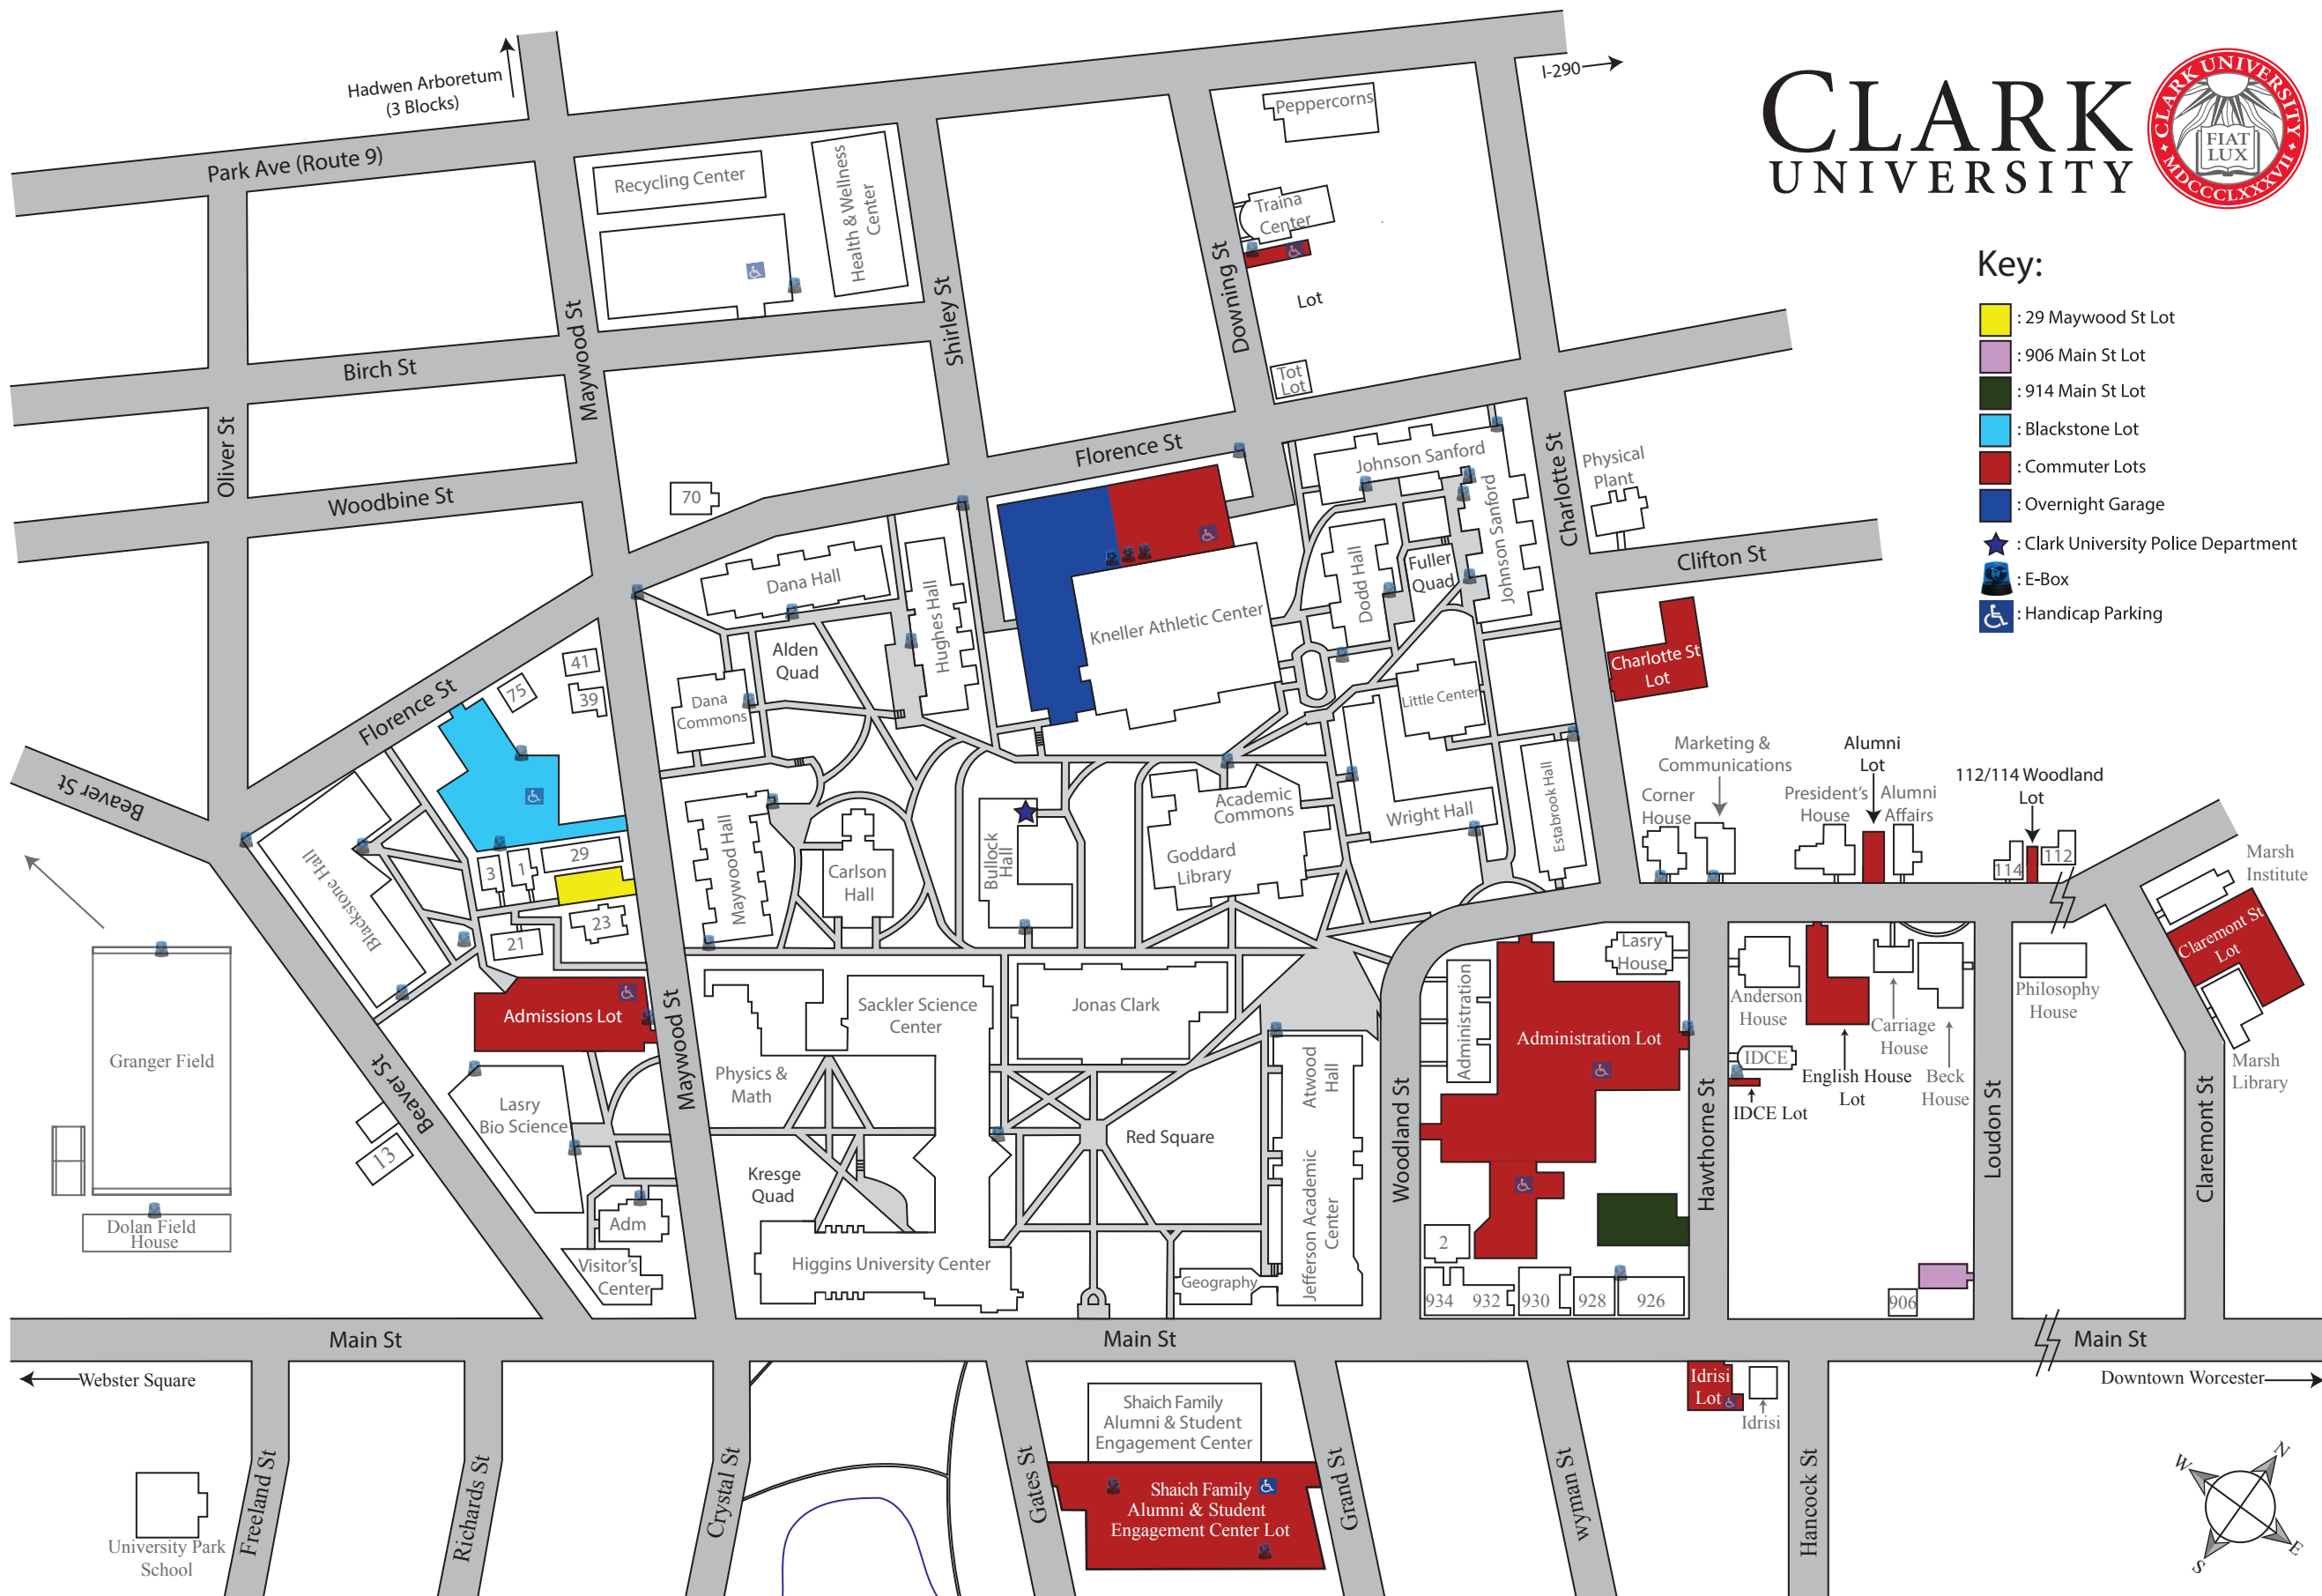 Hadwen Arboretum
(3 Blocks)
I-290
CLARK
UNIVERSITY
CLARK UNIVERSITY
FIAT
LUX
MDCCCLXXXVII
Park Ave (Route 9)
Peppercorns
Recycling Center
Health & Wellness
Center
Traina
Center
Lot
Downing St
Shirley St
Maywood St
Birch St
Oliver St
Woodbine St
Tot
Lot
Florence St
Key:
: 29 Maywood St Lot
: 906 Main St Lot
: 914 Main St Lot
: Blackstone Lot
: Commuter Lots
: Overnight Garage
: Clark University Police Department
: E-Box
: Handicap Parking
70
Johnson Sanford
Johnson Sanford
Charlotte St
Physical
Plant
Clifton St
Dana Hall
Hughes Hall
Kneller Athletic Center
Dodd Hall
Fuller
Quad
Alden
Quad
Dana
Commons
Little Center
Charlotte St
Lot
41
39
75
Florence St
Beaver St
Blackstone Hall
3
1
29
23
21
Maywood Hall
Carlson
Hall
Bullock
Hall
Academic
Commons
Goddard
Library
Wright Hall
Estabrook Hall
Marketing &
Communications
Corner
House
Alumni
Lot
President's
House
Alumni
Affairs
112/114 Woodland
Lot
114
112
Marsh
Institute
Claremont St
Lot
Marsh
Library
Granger Field
Dolan Field
House
Admissions Lot
Maywood St
Lasry
Bio Science
Beaver St
13
Adm
Visitor's
Center
Physics &
Math
Sackler Science
Center
Jonas Clark
Kresge
Quad
Red Square
Higgins University Center
Geography
Atwood
Hall
Jefferson Academic
Center
Woodland St
Administration
Lasry
House
Administration Lot
Hawthorne St
Anderson
House
IDCE
IDCE Lot
English House
Lot
Carriage
House
Beck
House
Loudon St
Philosophy
House
Claremont St
2
934
932
930
928
926
906
Main St
Main St
Main St
Webster Square
Downtown Worcester
Freeland St
Richards St
Crystal St
Gates St
Grand St
wyman St
Hancock St
University Park
School
Shaich Family
Alumni & Student
Engagement Center
Shaich Family
Alumni & Student
Engagement Center Lot
Idrisi
Lot
Idrisi
N
W
E
S